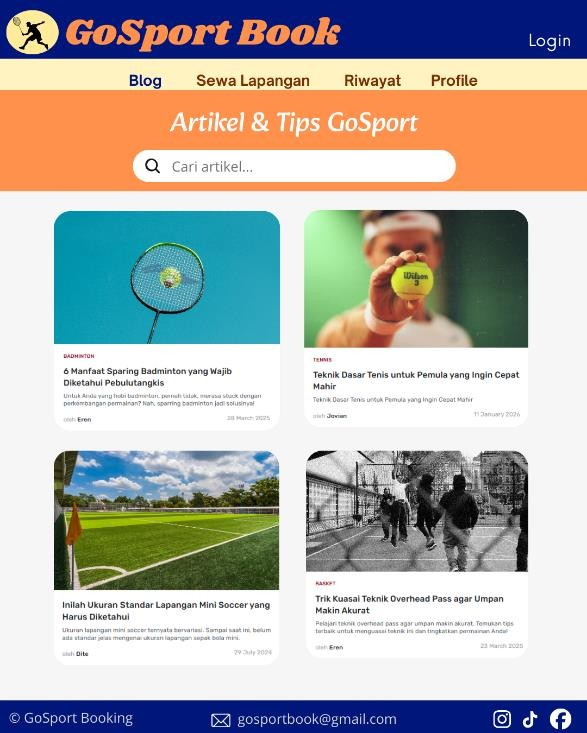 GoSport Book
Login
Blog Sewa Lapangan Riwayat Profile
Artikel & Tips GoSport
Cari artikel...
BADMINTON
6 Manfaat Sparing Badminton yang Wajib
Diketahui Pebulutangkis
Untuk Anda yang hobi badminton, pernah tidak, merasa stuck dengan
perkembangan permainan? Nah, sparring badminton jadi solusinya!
oleh Eren 28 March 2025
Wilson
3
TENNIS
Teknik Dasar Tenis untuk Pemula yang Ingin Cepat
Mahir
Teknik Dasar Tenis untuk Pemula yang Ingin Cepat Mahir
oleh Jovian 11 January 2026
Inilah Ukuran Standar Lapangan Mini Soccer yang
Harus Diketahui
Ukuran lapangan mini soccer ternyata bervariasi. Sampai saat ini, belum
ada standar jelas mengenai ukuran lapangan sepak bola mini.
oleh Dite 29 July 2024
BASKET
Trik Kuasai Teknik Overhead Pass agar Umpan
Makin Akurat
Pelajari teknik overhead pass agar umpan makin akurat. Temukan tips
terbaik untuk menguasai teknik ini dan tingkatkan permainan Anda!
oleh Eren 23 March 2025
© GoSport Booking
gosportbook@gmail.com